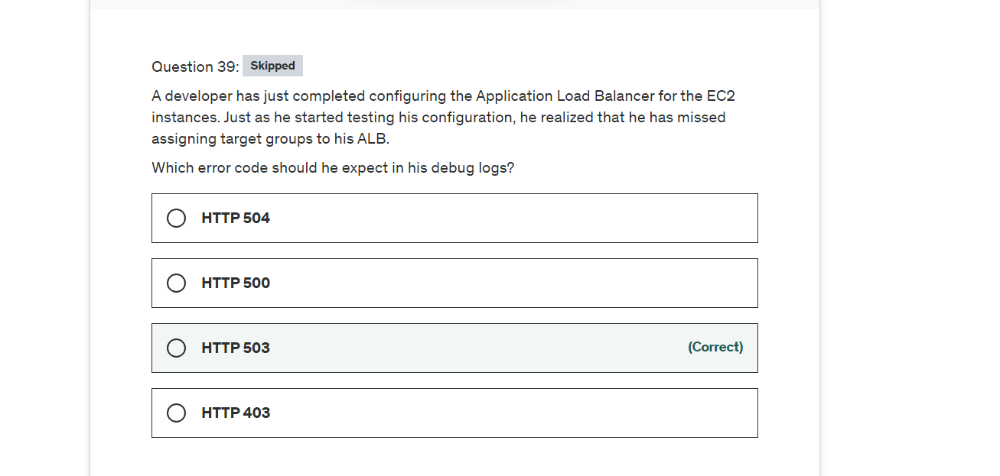 Question 39: Skipped
A developer has just completed configuring the Application Load Balancer for the EC2
instances. Just as he started testing his configuration, he realized that he has missed
assigning target groups to his ALB.
Which error code should he expect in his debug logs?
HTTP 504
HTTP 500
HTTP 503 (Correct)
HTTP 403